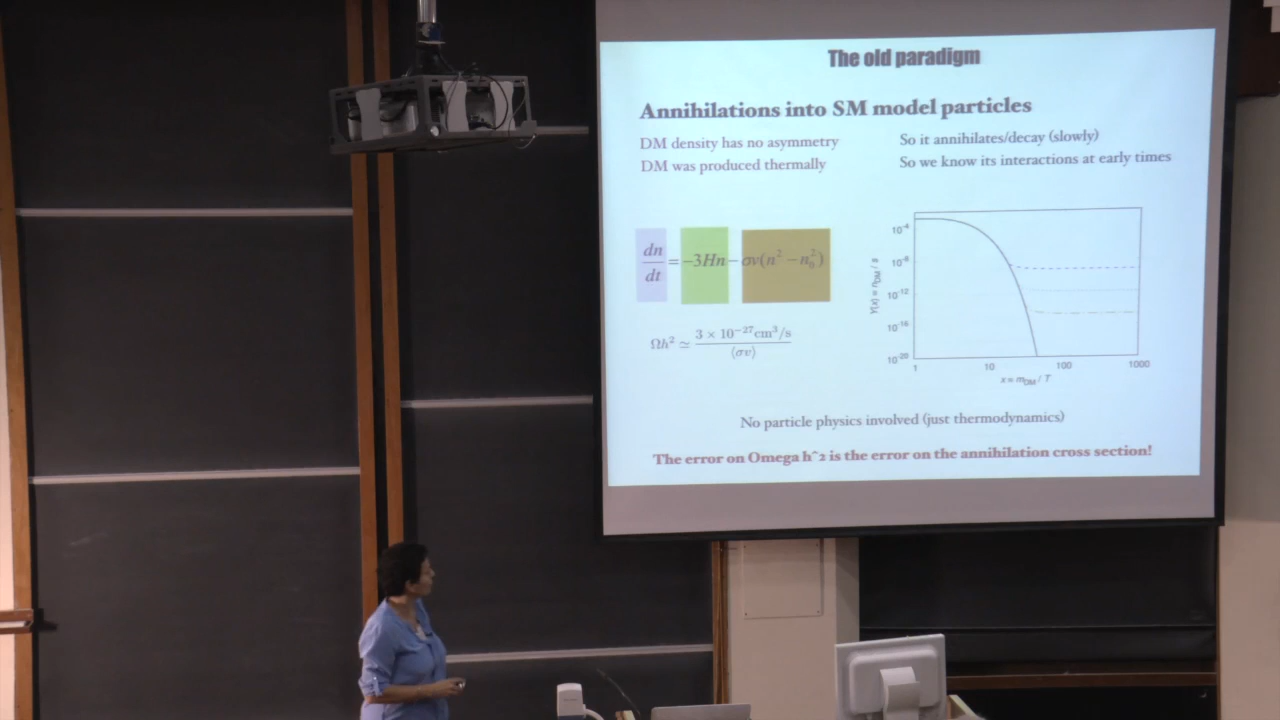 The old paradigm
Annihilations into SM model particles
DM density has no asymmetry
So it annihilates/decay (slowly)
DM was produced thermally
So we know its interactions at early times
dn/dt = −3Hn − σv(n² − n₀²)
Ωh² ≃ 3 × 10⁻²⁷cm³/s / ⟨σv⟩
Y(x) = n_DM / s
10⁻⁴
10⁻⁸
10⁻¹²
10⁻¹⁶
10⁻²⁰
1 10 100 1000
x = m_DM / T
No particle physics involved (just thermodynamics)
The error on Omega h^2 is the error on the annihilation cross section!